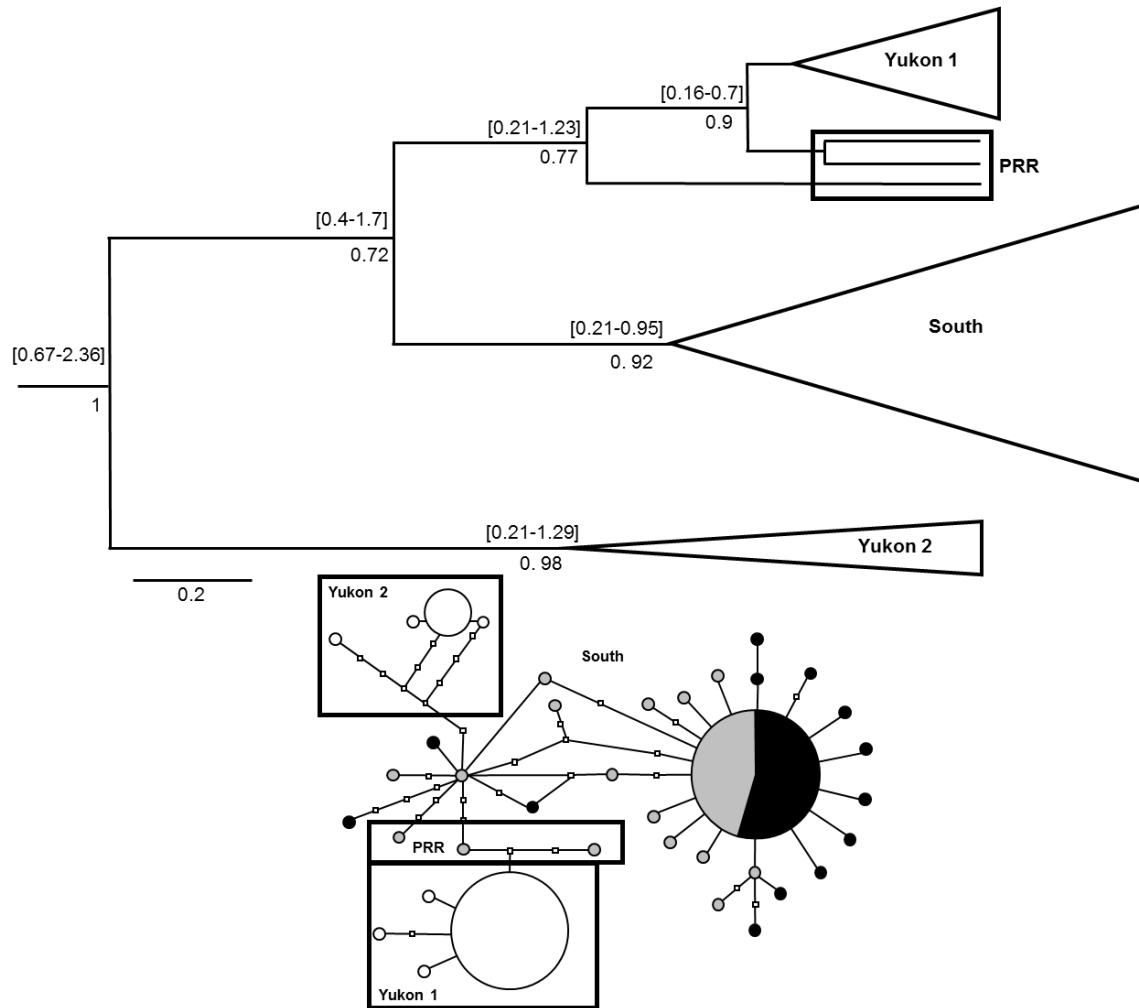 Yukon 1
[0.16-0.7]
0.9
[0.21-1.23]
0.77
PRR
[0.4-1.7]
0.72
South
[0.21-0.95]
0. 92
[0.67-2.36]
1
[0.21-1.29]
0.98
Yukon 2
0.2
Yukon 2
South
PRR
Yukon 1